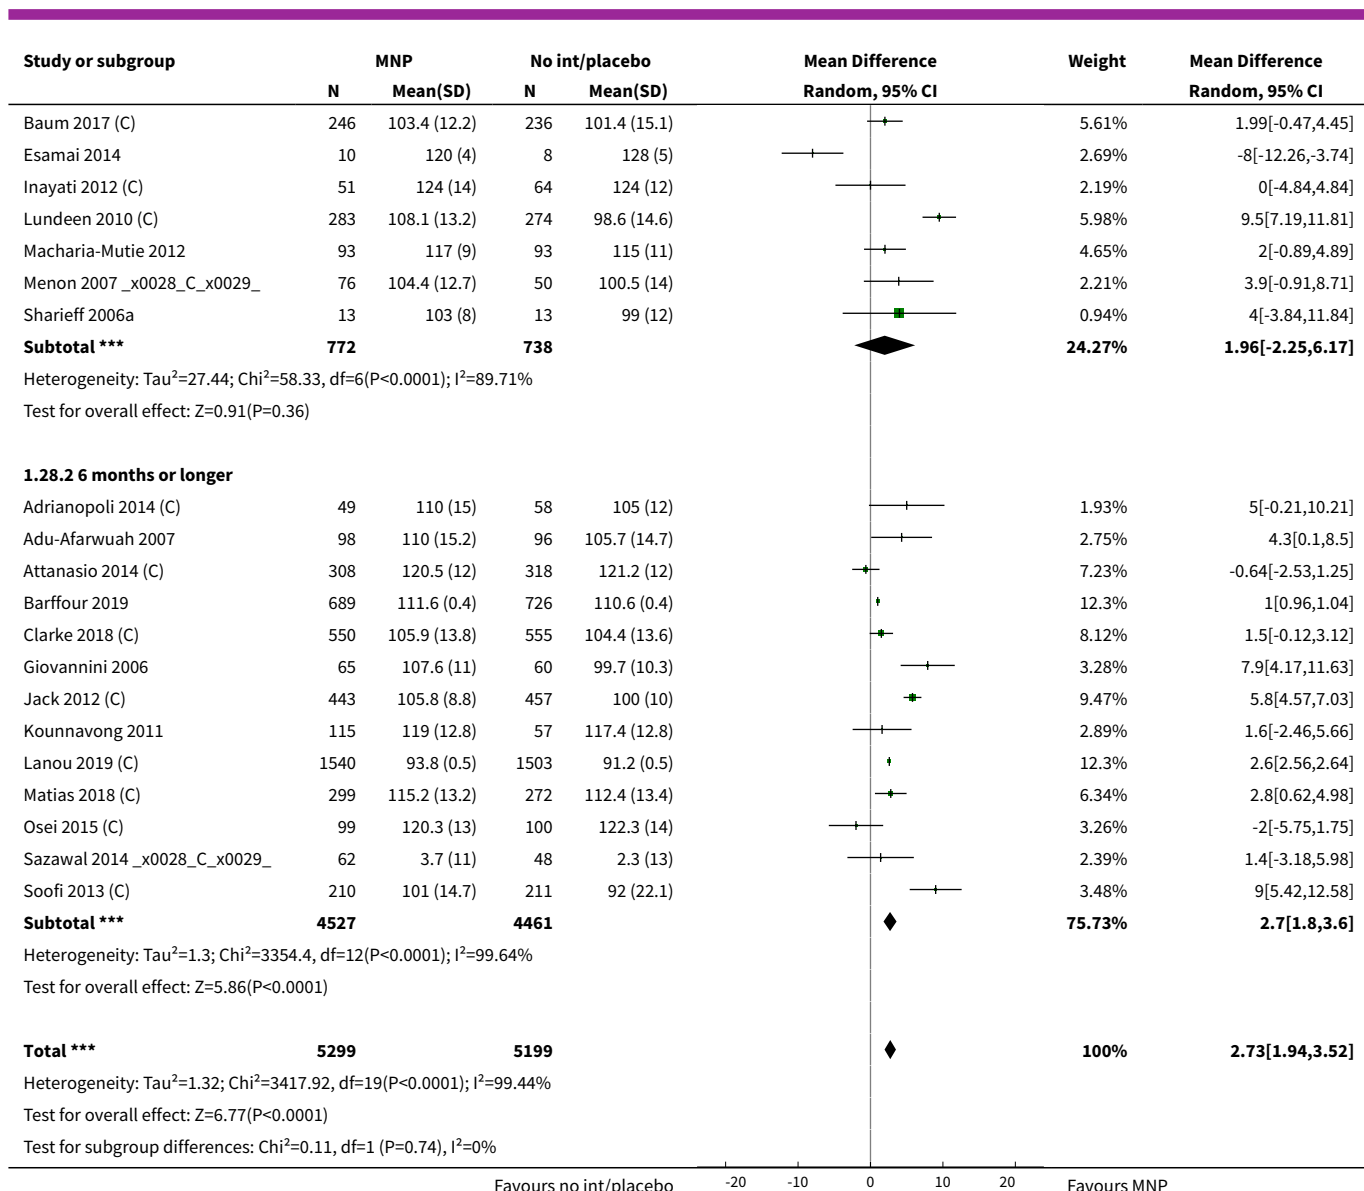 Study or subgroup MNP No int/placebo Mean Difference Weight Mean Difference
N Mean(SD) N Mean(SD) Random, 95% CI Random, 95% CI
Baum 2017 (C) 246 103.4 (12.2) 236 101.4 (15.1) 5.61% 1.99[-0.47,4.45]
Esamai 2014 10 120 (4) 8 128 (5) 2.69% -8[-12.26,-3.74]
Inayati 2012 (C) 51 124 (14) 64 124 (12) 2.19% 0[-4.84,4.84]
Lundeen 2010 (C) 283 108.1 (13.2) 274 98.6 (14.6) 5.98% 9.5[7.19,11.81]
Macharia-Mutie 2012 93 117 (9) 93 115 (11) 4.65% 2[-0.89,4.89]
Menon 2007 _x0028_C_x0029_ 76 104.4 (12.7) 50 100.5 (14) 2.21% 3.9[-0.91,8.71]
Sharieff 2006a 13 103 (8) 13 99 (12) 0.94% 4[-3.84,11.84]
Subtotal *** 772 738 24.27% 1.96[-2.25,6.17]
Heterogeneity: Tau²=27.44; Chi²=58.33, df=6(P<0.0001); I²=89.71%
Test for overall effect: Z=0.91(P=0.36)
1.28.2 6 months or longer
Adrianopoli 2014 (C) 49 110 (15) 58 105 (12) 1.93% 5[-0.21,10.21]
Adu-Afarwuah 2007 98 110 (15.2) 96 105.7 (14.7) 2.75% 4.3[0.1,8.5]
Attanasio 2014 (C) 308 120.5 (12) 318 121.2 (12) 7.23% -0.64[-2.53,1.25]
Barffour 2019 689 111.6 (0.4) 726 110.6 (0.4) 12.3% 1[0.96,1.04]
Clarke 2018 (C) 550 105.9 (13.8) 555 104.4 (13.6) 8.12% 1.5[-0.12,3.12]
Giovannini 2006 65 107.6 (11) 60 99.7 (10.3) 3.28% 7.9[4.17,11.63]
Jack 2012 (C) 443 105.8 (8.8) 457 100 (10) 9.47% 5.8[4.57,7.03]
Kounnavong 2011 115 119 (12.8) 57 117.4 (12.8) 2.89% 1.6[-2.46,5.66]
Lanou 2019 (C) 1540 93.8 (0.5) 1503 91.2 (0.5) 12.3% 2.6[2.56,2.64]
Matias 2018 (C) 299 115.2 (13.2) 272 112.4 (13.4) 6.34% 2.8[0.62,4.98]
Osei 2015 (C) 99 120.3 (13) 100 122.3 (14) 3.26% -2[-5.75,1.75]
Sazawal 2014 _x0028_C_x0029_ 62 3.7 (11) 48 2.3 (13) 2.39% 1.4[-3.18,5.98]
Soofi 2013 (C) 210 101 (14.7) 211 92 (22.1) 3.48% 9[5.42,12.58]
Subtotal *** 4527 4461 75.73% 2.7[1.8,3.6]
Heterogeneity: Tau²=1.3; Chi²=3354.4, df=12(P<0.0001); I²=99.64%
Test for overall effect: Z=5.86(P<0.0001)
Total *** 5299 5199 100% 2.73[1.94,3.52]
Heterogeneity: Tau²=1.32; Chi²=3417.92, df=19(P<0.0001); I²=99.44%
Test for overall effect: Z=6.77(P<0.0001)
Test for subgroup differences: Chi²=0.11, df=1 (P=0.74), I²=0%
Favours no int/placebo -20 -10 0 10 20 Favours MNP